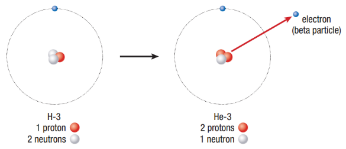 electron
(beta particle)
H-3
1 proton
2 neutrons
He-3
2 protons
1 neutron